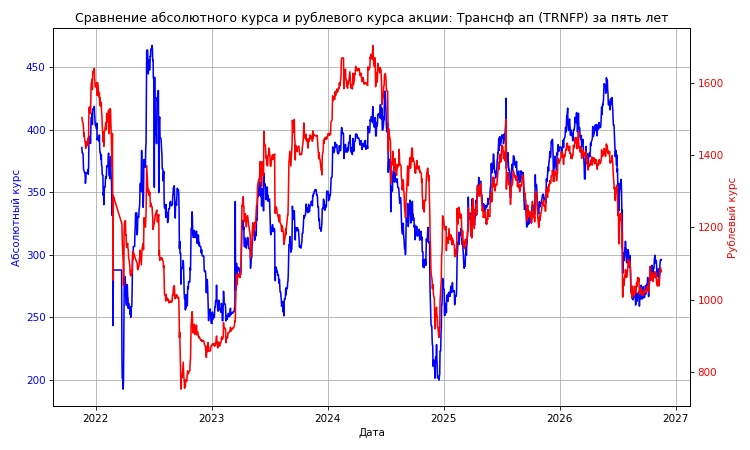 Сравнение абсолютного курса и рублевого курса акции: Транснф ап (TRNFP) за пять лет
450
400
350
300
250
200
Абсолютный курс
1600
1400
1200
1000
800
Рублевый курс
2022 2023 2024 2025 2026 2027
Дата